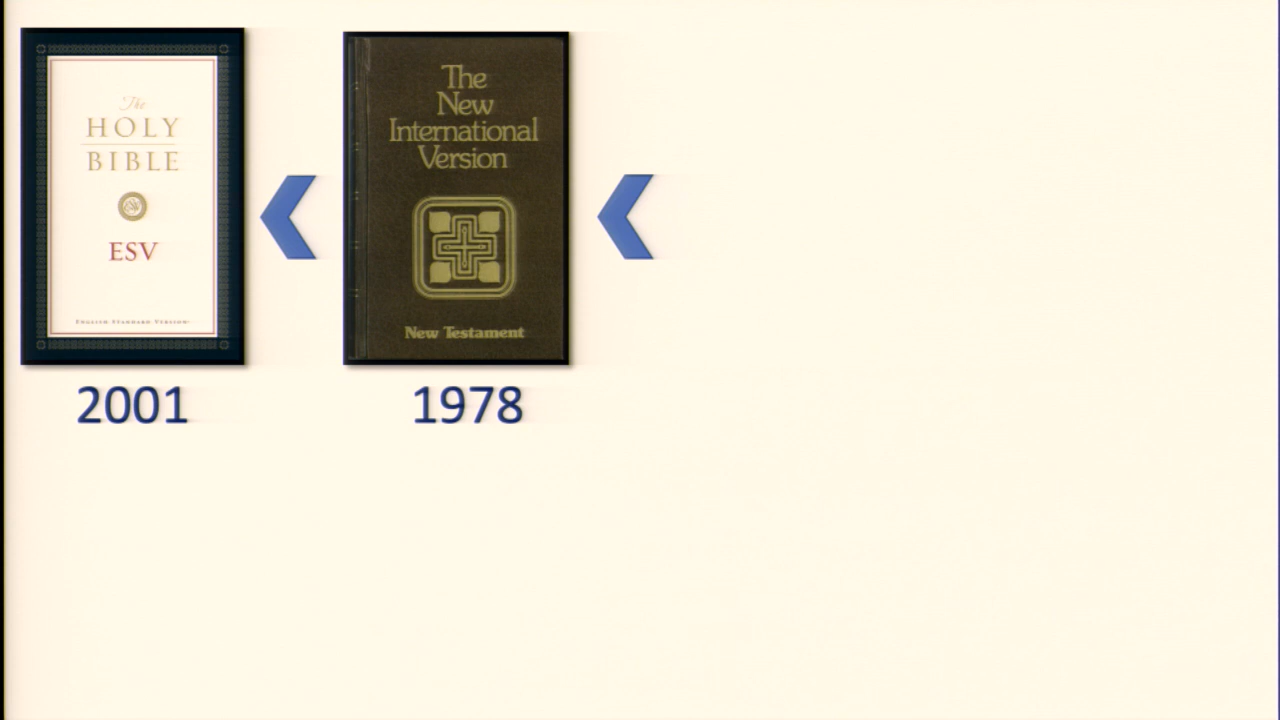 The
HOLY
BIBLE
ESV
ENGLISH STANDARD VERSION
2001
The
New
International
Version
New Testament
1978